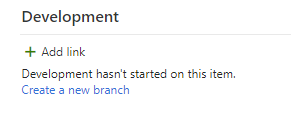 Development
+ Add link
Development hasn't started on this item.
Create a new branch